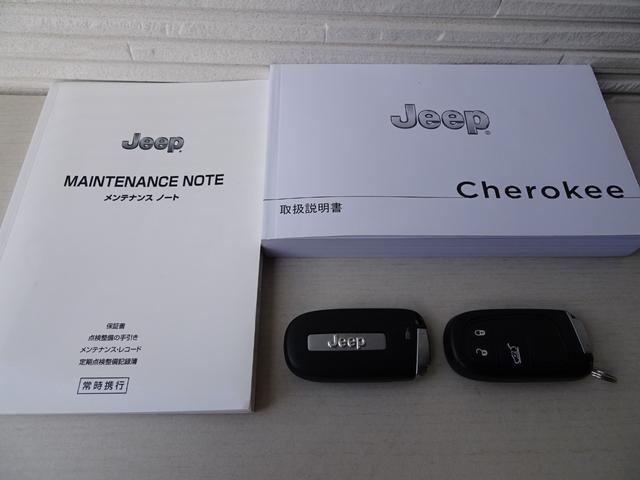 Jeep
MAINTENANCE NOTE
メンテナンス ノート
保証書
点検整備の手引き
メンテナンス・レコード
定期点検整備記録簿
常時携行
Jeep
Cherokee
取扱説明書
Jeep